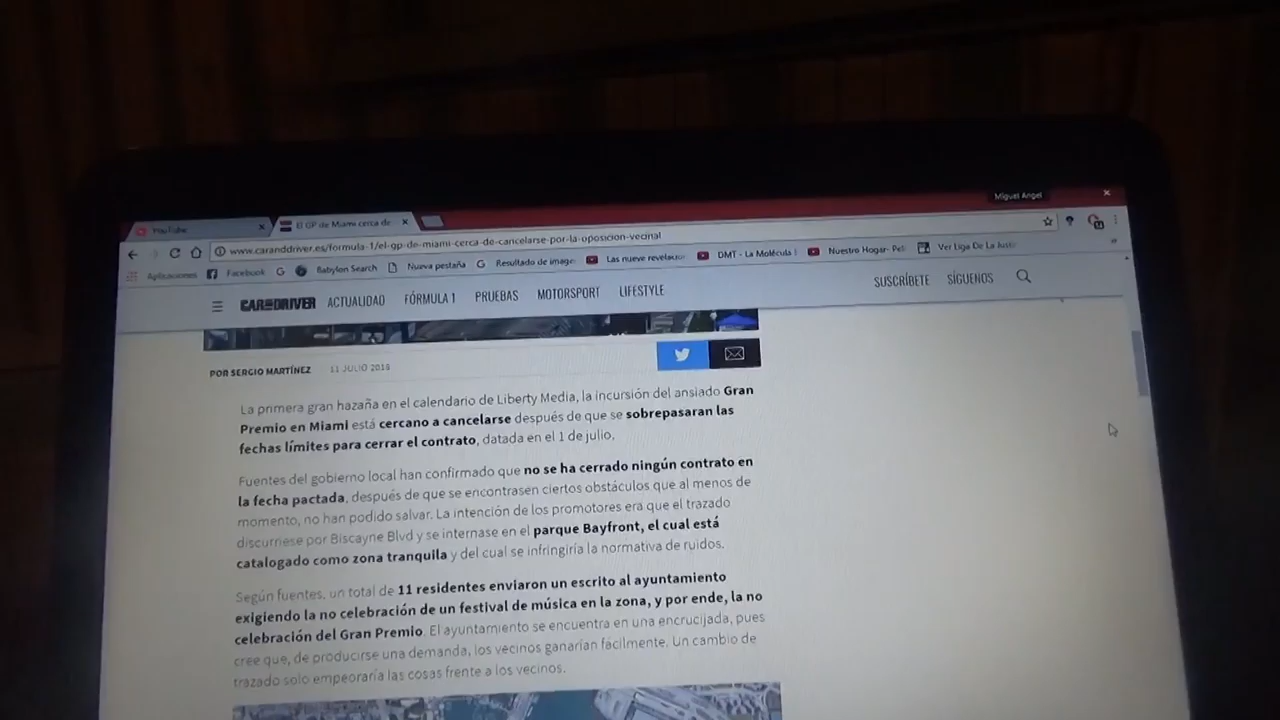 Miguel Angel
YouTube
El GP de Miami cerca de
www.caranddriver.es/formula-1/el-gp-de-miami-cerca-de-cancelarse-por-la-oposicion-vecinal
Aplicaciones Facebook Babylon Search Nueva pestaña Resultado de image Las nueve revelacio DMT - La Molécula Nuestro Hogar- Pel Ver Liga De La Justi
CAR AND DRIVER ACTUALIDAD FÓRMULA 1 PRUEBAS MOTORSPORT LIFESTYLE SUSCRÍBETE SÍGUENOS
POR SERGIO MARTÍNEZ 11 JULIO 2018
La primera gran hazaña en el calendario de Liberty Media, la incursión del ansiado Gran
Premio en Miami está cercano a cancelarse después de que se sobrepasaran las
fechas límites para cerrar el contrato, datada en el 1 de julio.
Fuentes del gobierno local han confirmado que no se ha cerrado ningún contrato en
la fecha pactada, después de que se encontrasen ciertos obstáculos que al menos de
momento, no han podido salvar. La intención de los promotores era que el trazado
discurriese por Biscayne Blvd y se internase en el parque Bayfront, el cual está
catalogado como zona tranquila y del cual se infringiría la normativa de ruidos.
Según fuentes, un total de 11 residentes enviaron un escrito al ayuntamiento
exigiendo la no celebración de un festival de música en la zona, y por ende, la no
celebración del Gran Premio. El ayuntamiento se encuentra en una encrucijada, pues
cree que, de producirse una demanda, los vecinos ganarían fácilmente. Un cambio de
trazado solo empeoraría las cosas frente a los vecinos.